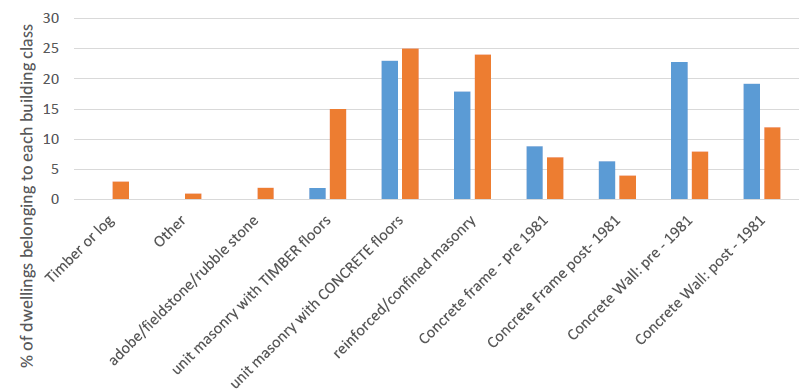 % of dwellings belonging to each building class
30
25
20
15
10
5
0
Timber or log
Other
adobe/fieldstone/rubble stone
unit masonry with TIMBER floors
unit masonry with CONCRETE floors
reinforced/confined masonry
Concrete frame - pre 1981
Concrete Frame post- 1981
Concrete Wall: pre - 1981
Concrete Wall: post - 1981